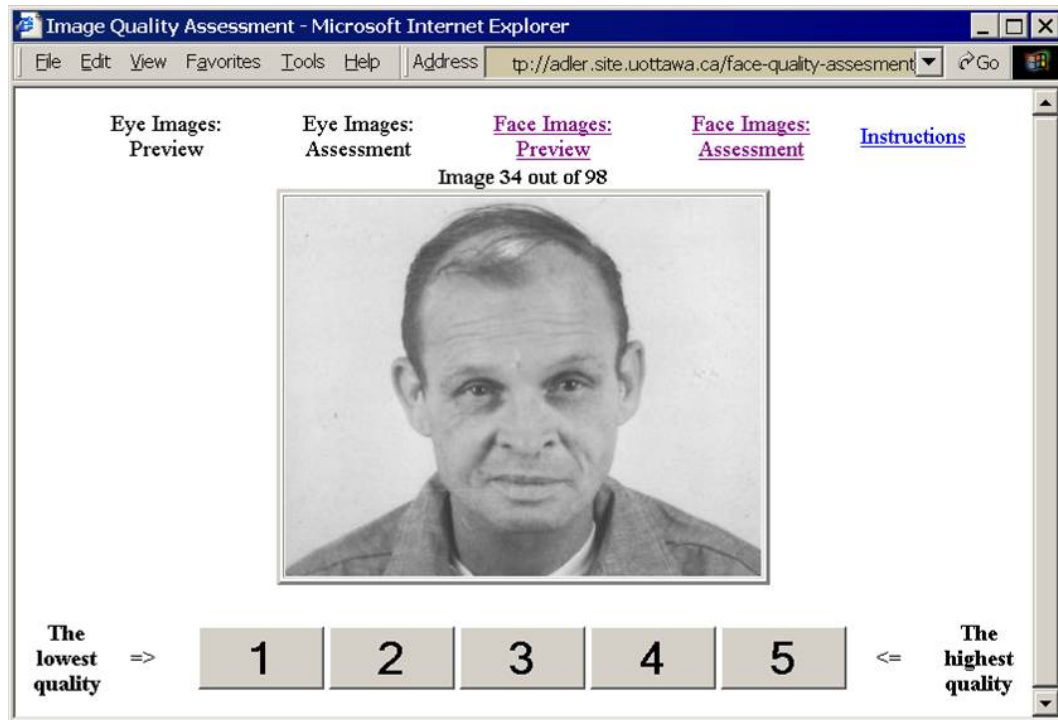 Image Quality Assessment - Microsoft Internet Explorer
File Edit View Favorites Tools Help Address tp://adler.site.uottawa.ca/face-quality-assesment Go
Eye Images: Eye Images: Face Images: Face Images: Instructions
Preview Assessment Preview Assessment
Image 34 out of 98
The The
lowest => 1 2 3 4 5 <= highest
quality quality